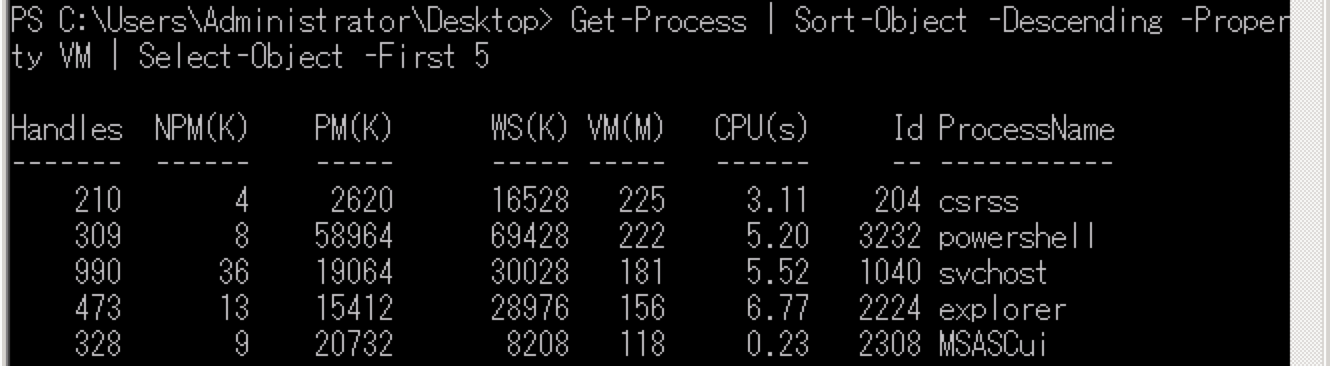 PS C:\Users\Administrator\Desktop> Get-Process | Sort-Object -Descending -Proper
ty VM | Select-Object -First 5
Handles  NPM(K)    PM(K)      WS(K) VM(M)   CPU(s)     Id ProcessName
-------  ------    -----      ----- -----   ------     -- -----------
    210       4     2620      16528   225     3.11    204 csrss
    309       8    58964      69428   222     5.20   3232 powershell
    990      36    19064      30028   181     5.52   1040 svchost
    473      13    15412      28976   156     6.77   2224 explorer
    328       9    20732       8208   118     0.23   2308 MSASCui